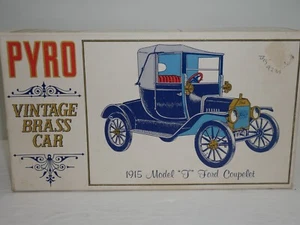 PYRO
VINTAGE
BRASS
CAR
1915 Model "T" Ford Coupelet